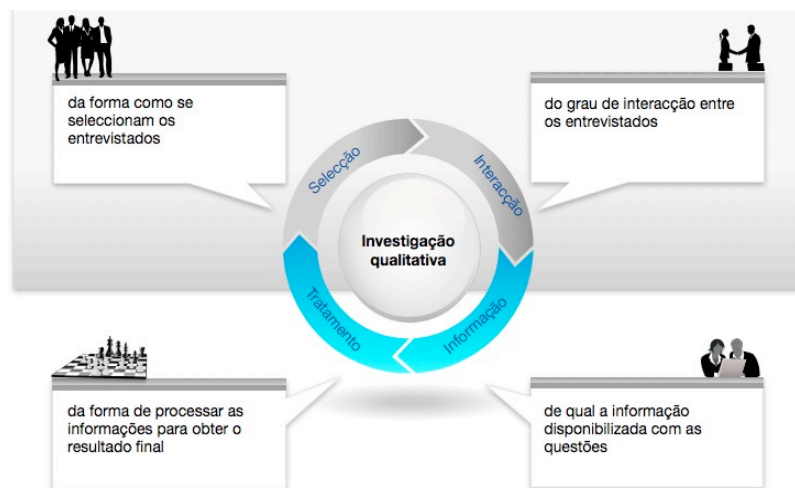 da forma como se
seleccionam os
entrevistados
do grau de interacção entre
os entrevistados
Selecção
Interacção
Investigação
qualitativa
Tratamento
Informação
da forma de processar as
informações para obter o
resultado final
de qual a informação
disponibilizada com as
questões